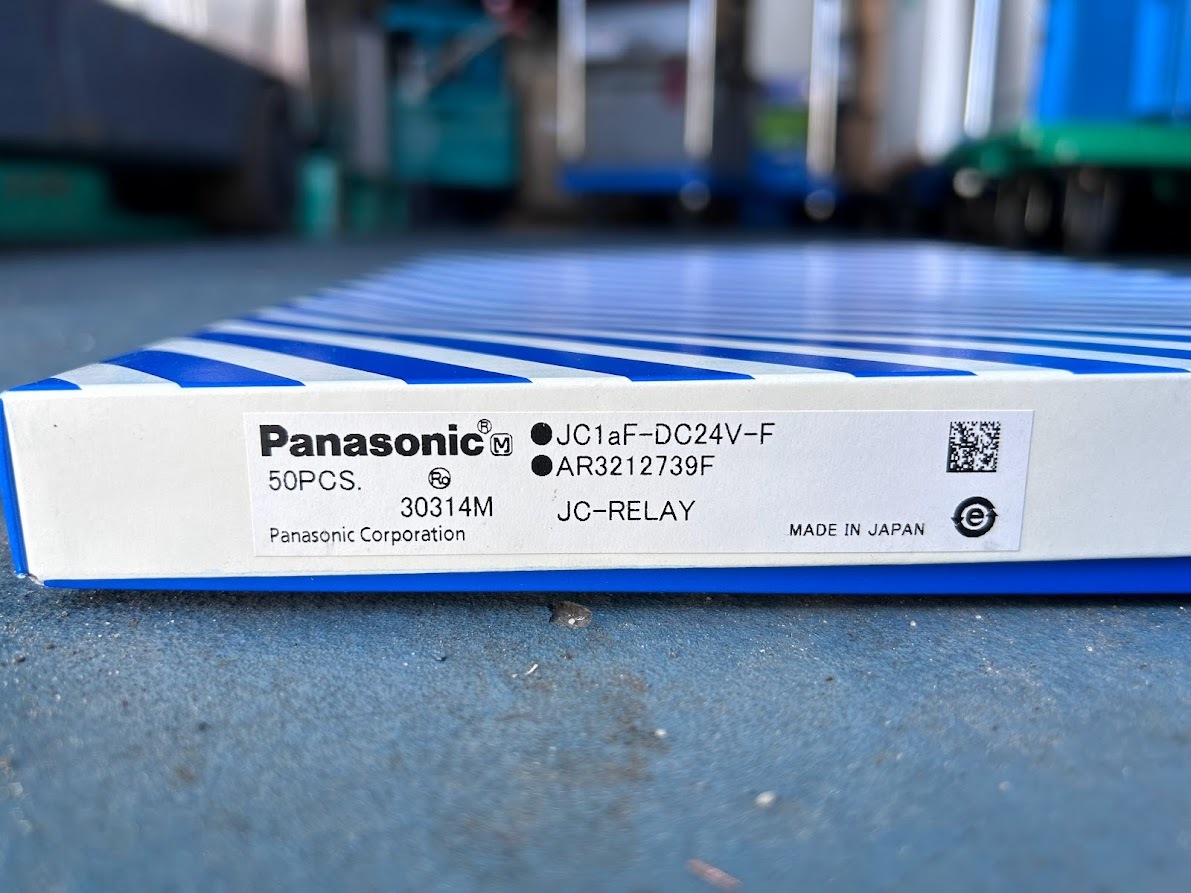 Panasonic® M
50PCS.
30314M
Panasonic Corporation
●JC1aF-DC24V-F
●AR3212739F
JC-RELAY
MADE IN JAPAN
e